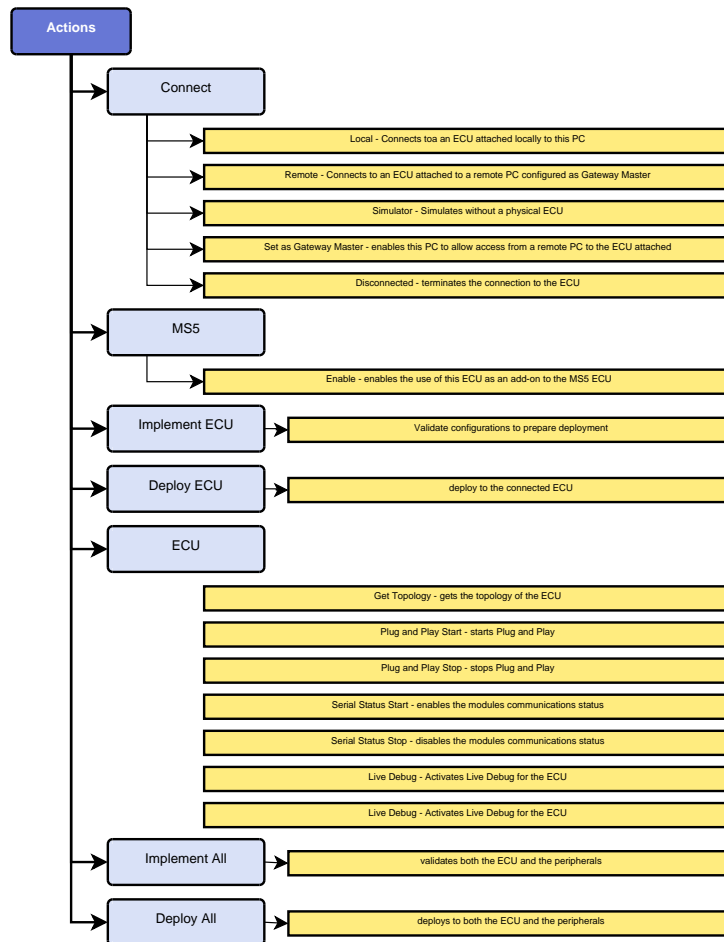 Actions
Connect
Local - Connects toa an ECU attached locally to this PC
Remote - Connects to an ECU attached to a remote PC configured as Gateway Master
Simulator - Simulates without a physical ECU
Set as Gateway Master - enables this PC to allow access from a remote PC to the ECU attached
Disconnected - terminates the connection to the ECU
MS5
Enable - enables the use of this ECU as an add-on to the MS5 ECU
Implement ECU
Validate configurations to prepare deployment
Deploy ECU
deploy to the connected ECU
ECU
Get Topology - gets the topology of the ECU
Plug and Play Start - starts Plug and Play
Plug and Play Stop - stops Plug and Play
Serial Status Start - enables the modules communications status
Serial Status Stop - disables the modules communications status
Live Debug - Activates Live Debug for the ECU
Live Debug - Activates Live Debug for the ECU
Implement All
validates both the ECU and the peripherals
Deploy All
deploys to both the ECU and the peripherals